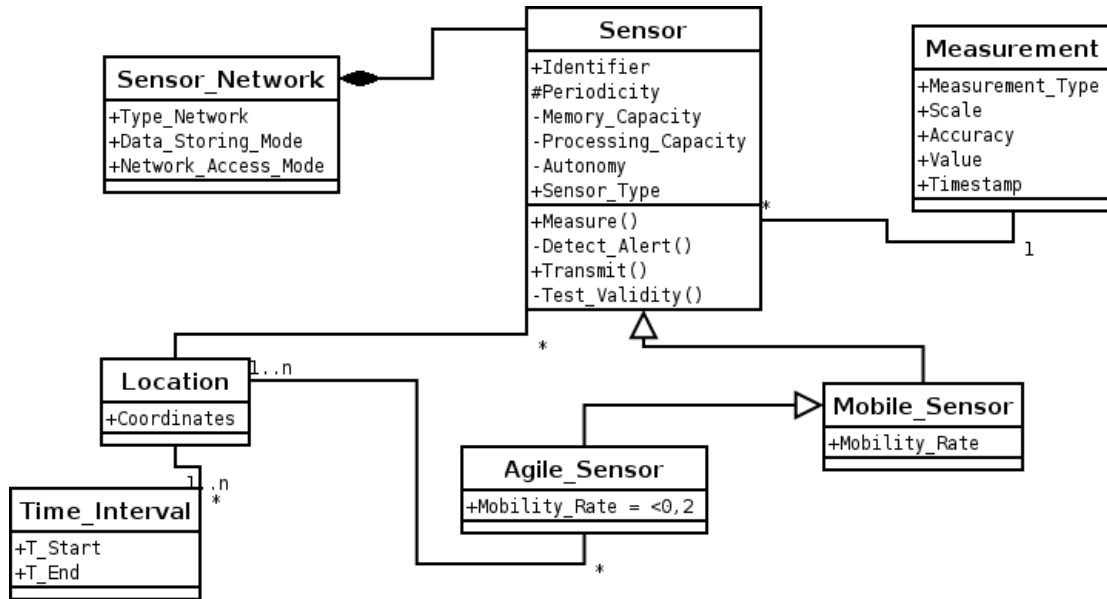 Sensor
+Identifier
#Periodicity
-Memory_Capacity
-Processing_Capacity
-Autonomy
+Sensor_Type
+Measure()
-Detect_Alert()
+Transmit()
-Test_Validity()
Measurement
+Measurement_Type
+Scale
+Accuracy
+Value
+Timestamp
Sensor_Network
+Type_Network
+Data_Storing_Mode
+Network_Access_Mode
*
1
*
1..n
Location
+Coordinates
Mobile_Sensor
+Mobility_Rate
Agile_Sensor
+Mobility_Rate = <0,2
*
1..n
*
Time_Interval
+T_Start
+T_End